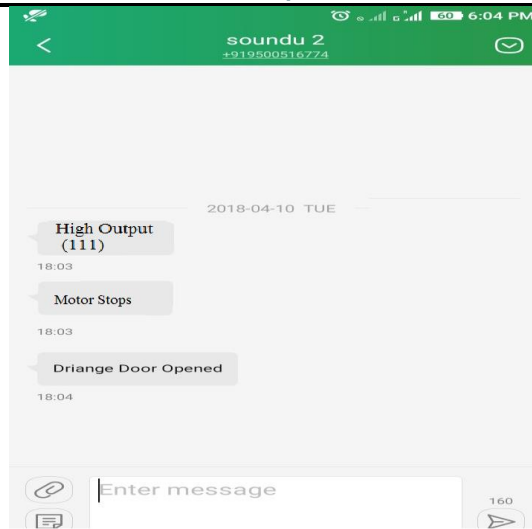 60 6:04 PM
soundu 2
+919500516774
2018-04-10 TUE
High Output
(111)
18:03
Motor Stops
18:03
Driange Door Opened
18:04
Enter message
160